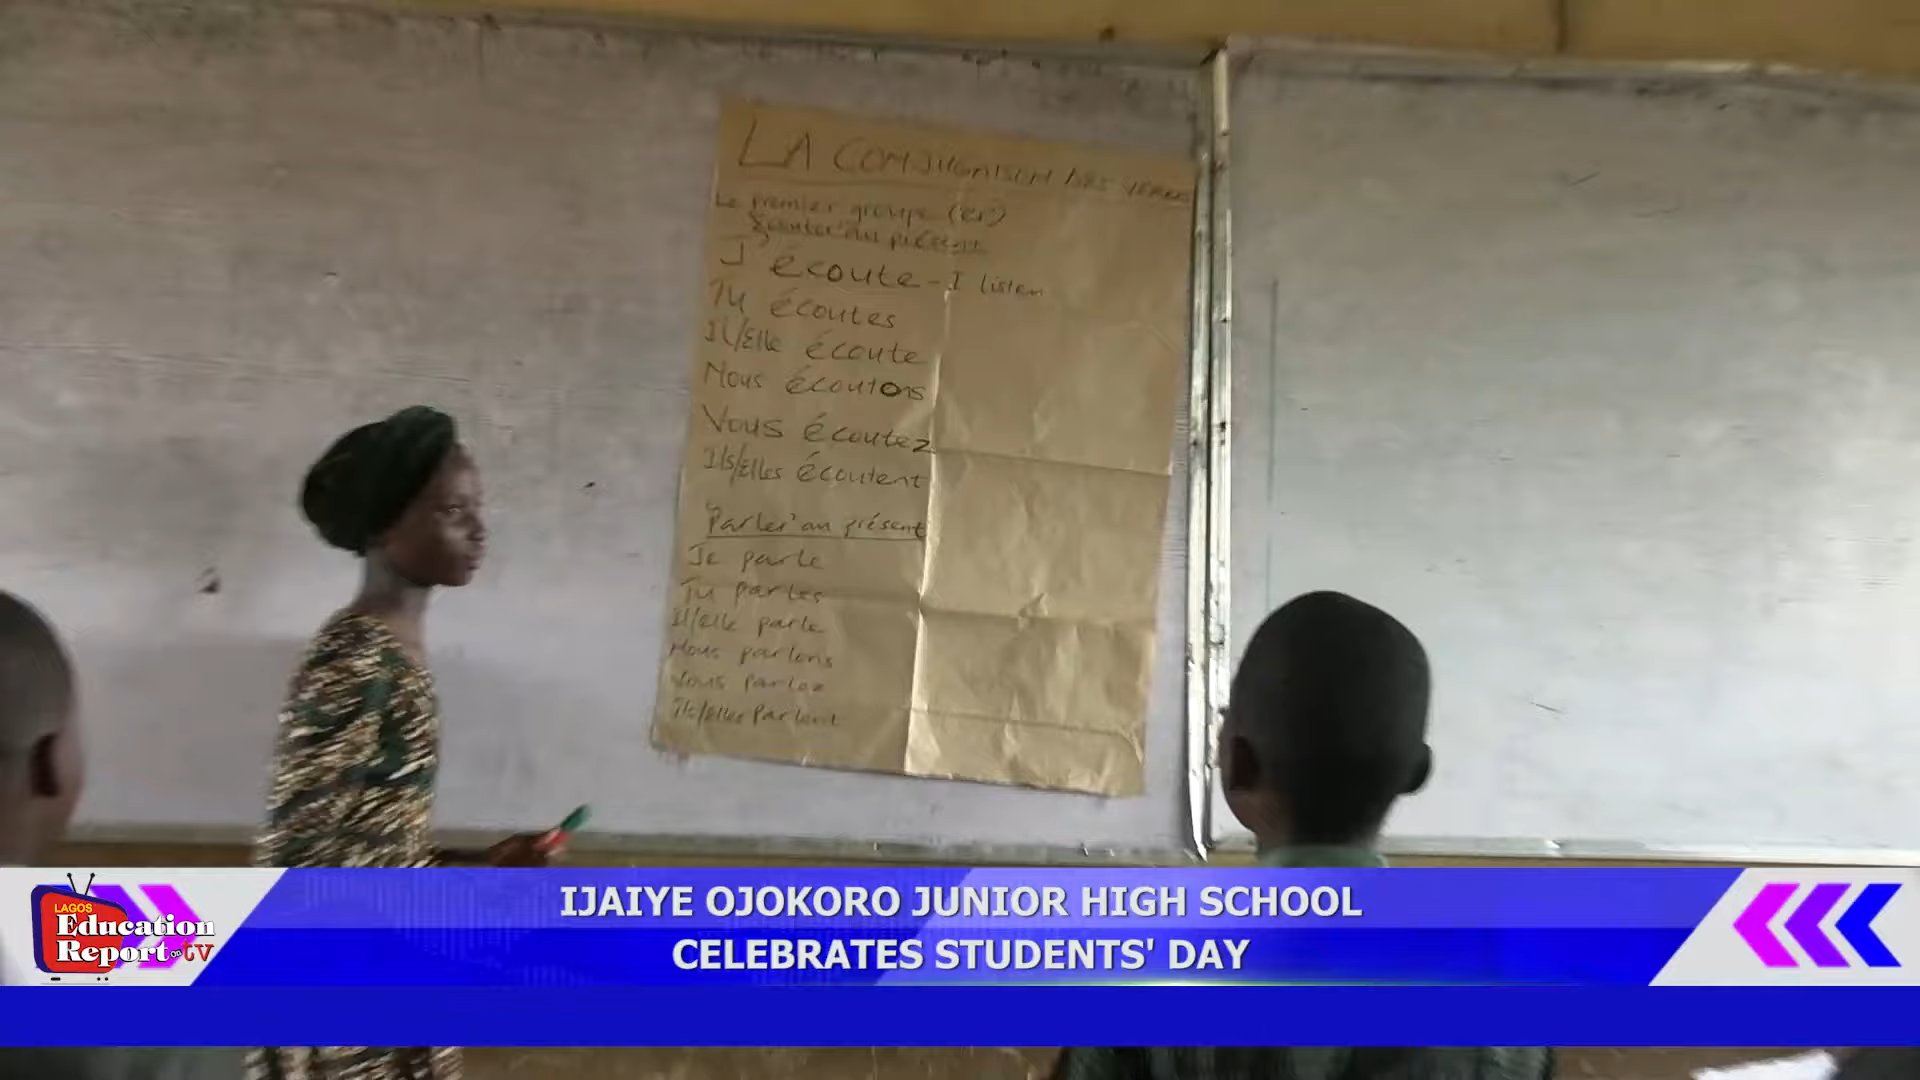 LA CONJUGAISON DES VERBES
Le premier groupe (er)
Ecouter' au présent
J' écoute - I listen
Tu écoutes
Il/Elle écoute
Nous écoutons
Vous écoutez
Ils/Elles écoutent
Parler' au présent
Je parle
Tu parles
Il/elle parle
Nous parlons
Vous parlez
Ils/elles parlent
IJAIYE OJOKORO JUNIOR HIGH SCHOOL
CELEBRATES STUDENTS' DAY
LAGOS
Education
Report on tv